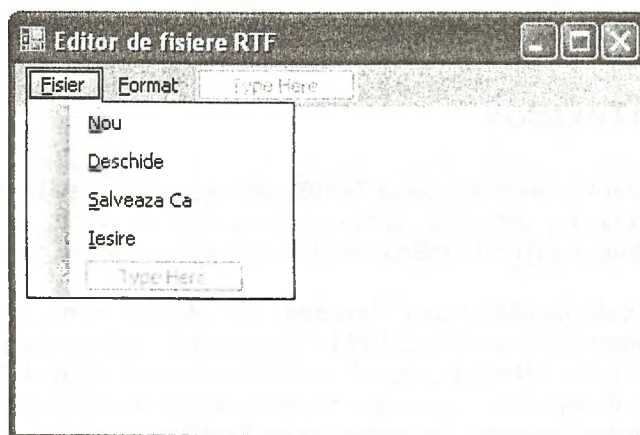 Editor de fisiere RTF
Fisier Format Type Here
Nou
Deschide
Salveaza Ca
Iesire
Type Here